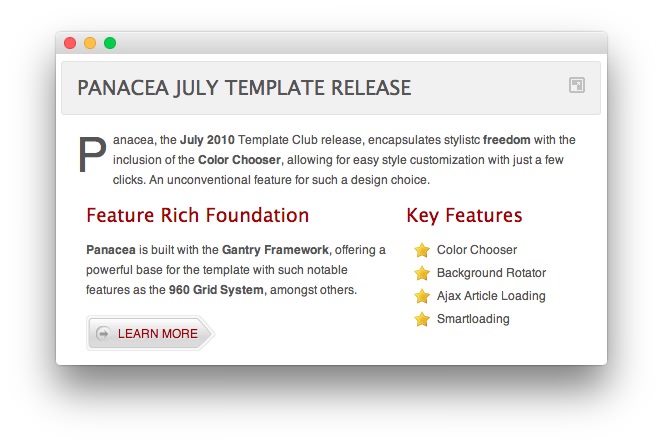 PANACEA JULY TEMPLATE RELEASE
Panacea, the July 2010 Template Club release, encapsulates stylistc freedom with the
inclusion of the Color Chooser, allowing for easy style customization with just a few
clicks. An unconventional feature for such a design choice.
Feature Rich Foundation
Panacea is built with the Gantry Framework, offering a
powerful base for the template with such notable
features as the 960 Grid System, amongst others.
LEARN MORE
Key Features
Color Chooser
Background Rotator
Ajax Article Loading
Smartloading